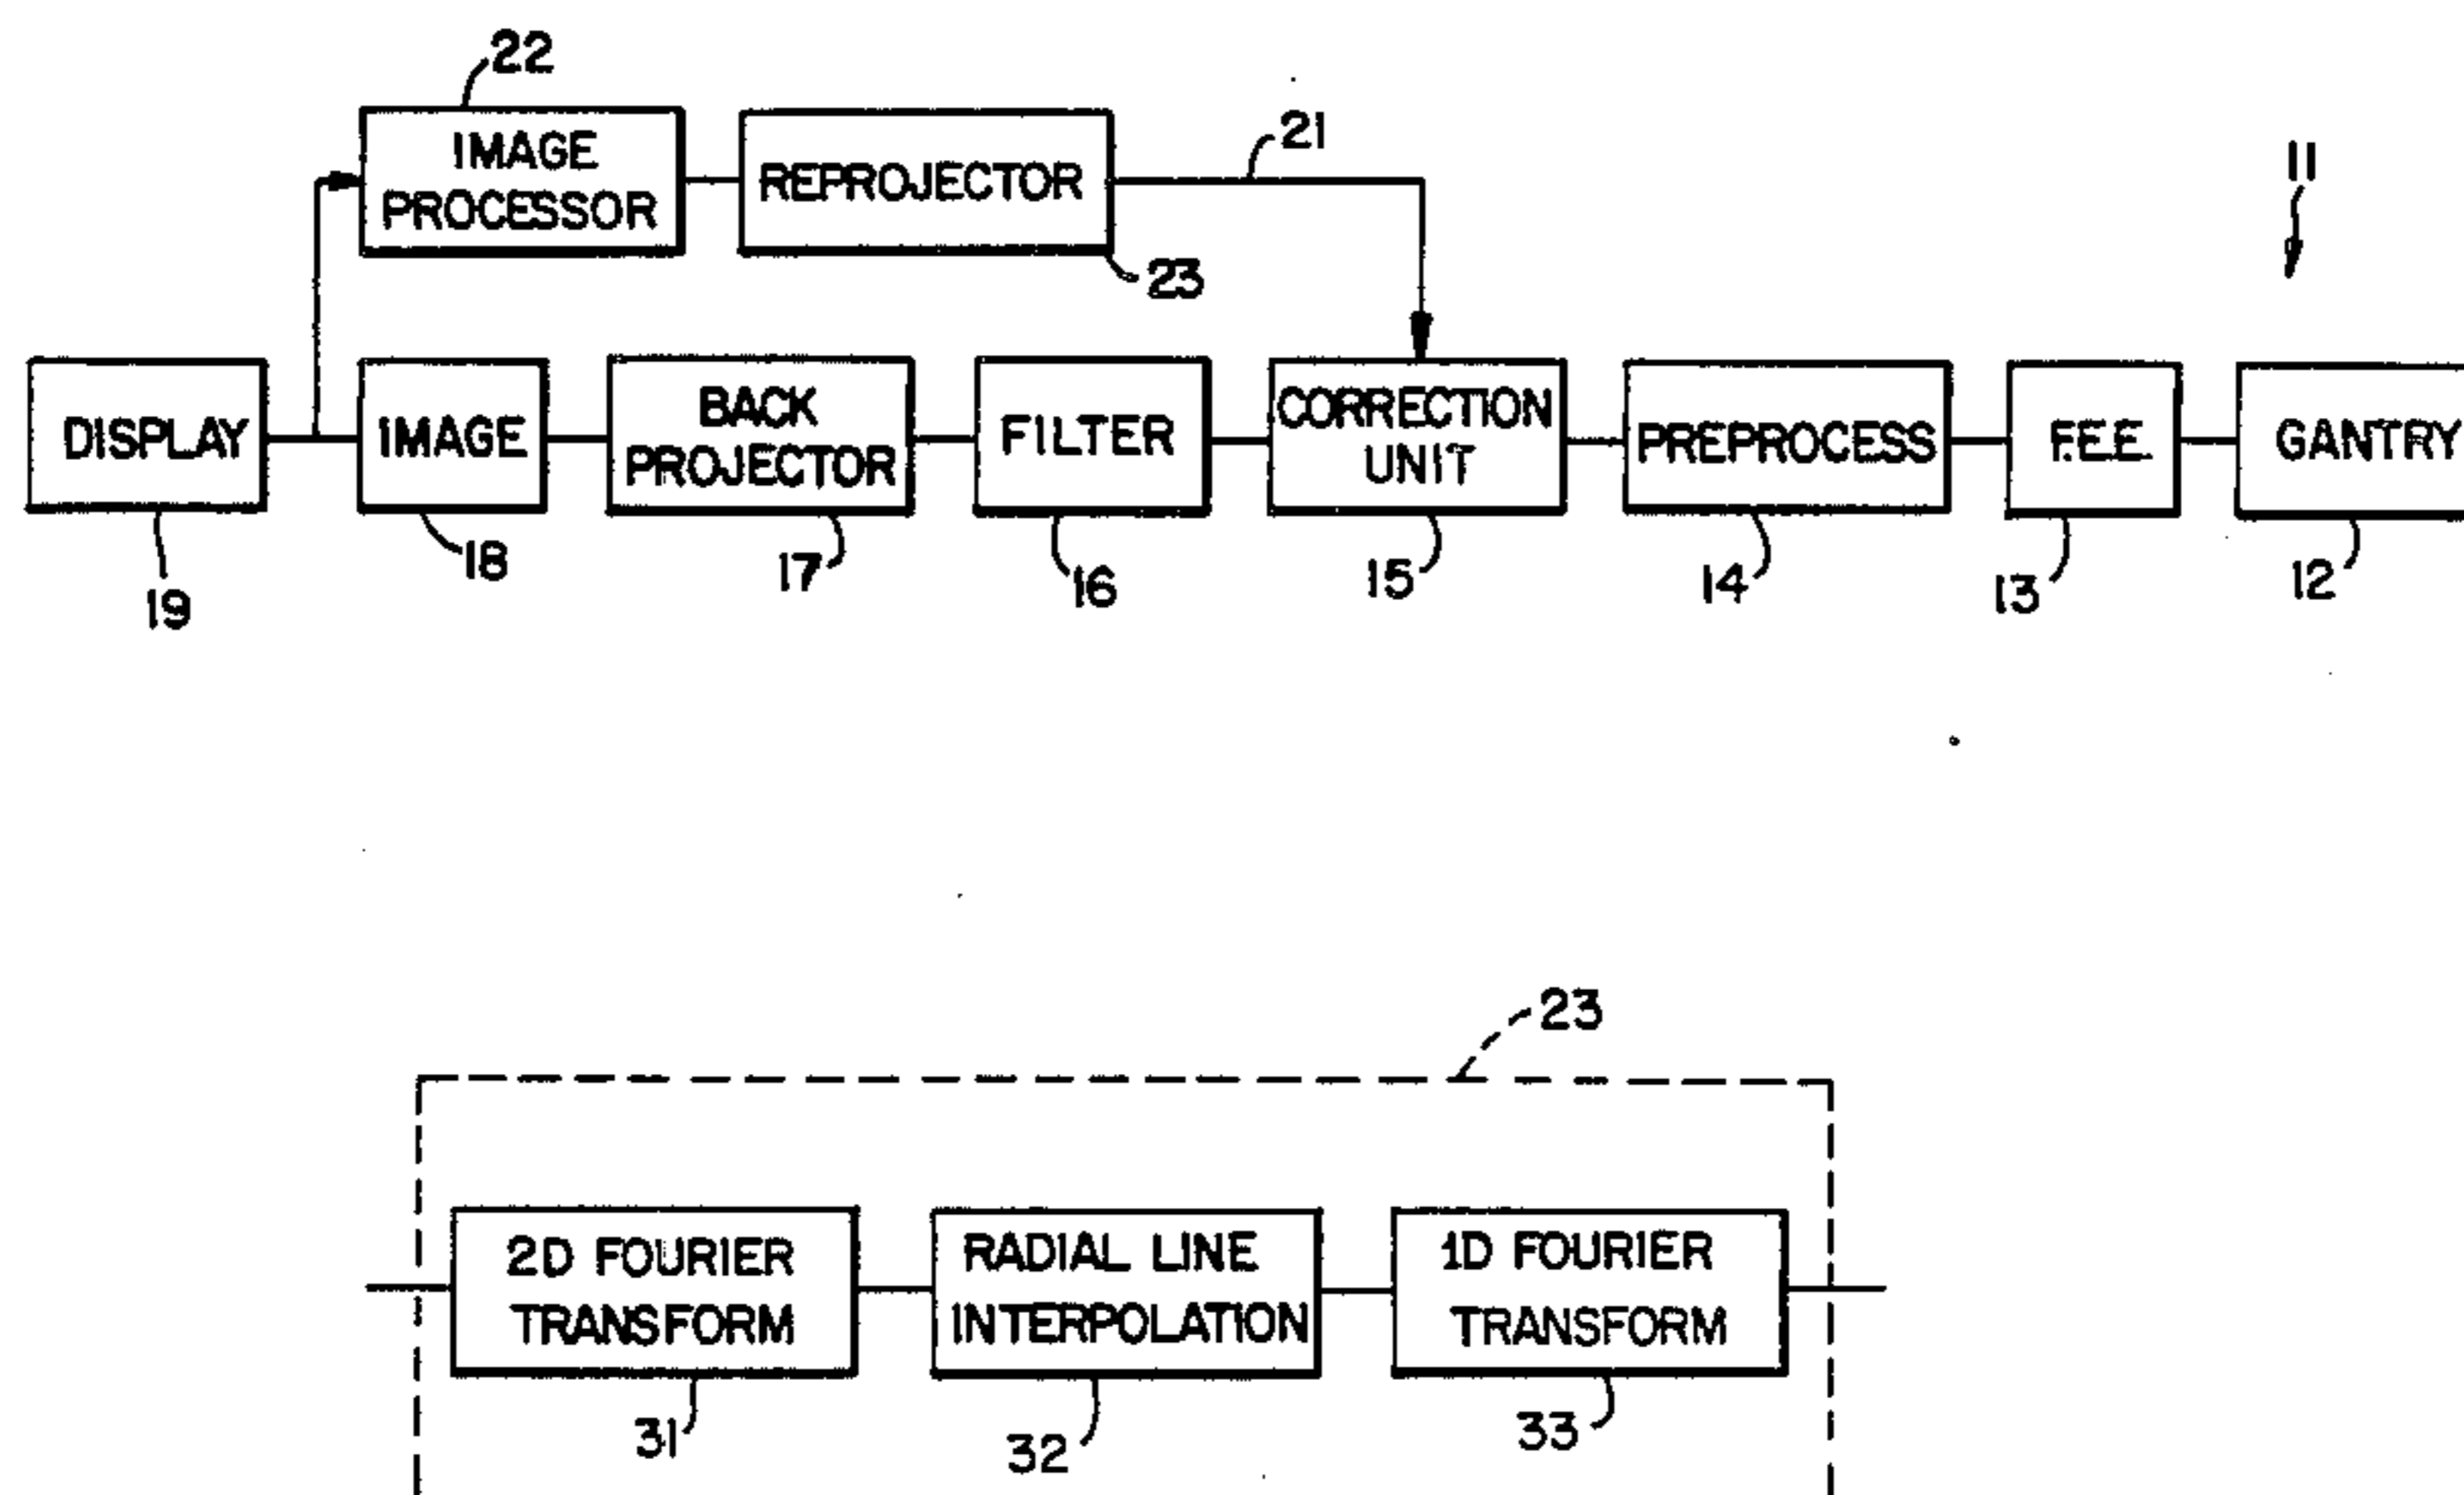 22
IMAGE
PROCESSOR
REPROJECTOR
21
23
11
DISPLAY
IMAGE
BACK
PROJECTOR
FILTER
CORRECTION
UNIT
PREPROCESS
F.E.E.
GANTRY
19
18
17
16
15
14
13
12
23
2D FOURIER
TRANSFORM
RADIAL LINE
INTERPOLATION
1D FOURIER
TRANSFORM
31
32
33